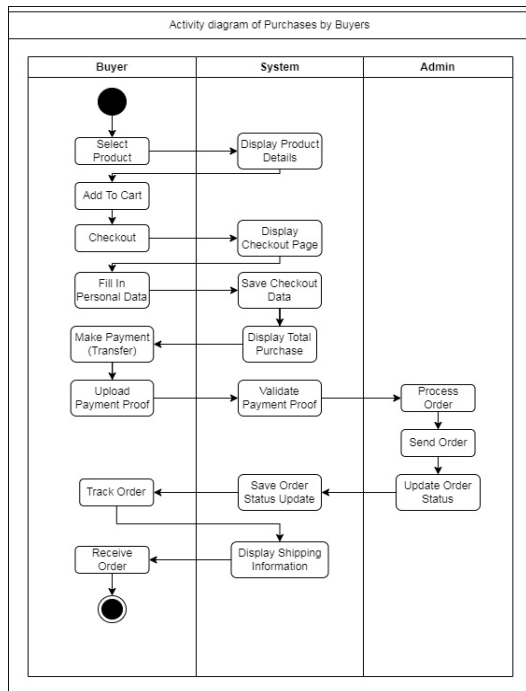 Activity diagram of Purchases by Buyers
Buyer
System
Admin
Select
Product
Display Product
Details
Add To Cart
Checkout
Display
Checkout Page
Fill In
Personal Data
Save Checkout
Data
Make Payment
(Transfer)
Display Total
Purchase
Upload
Payment Proof
Validate
Payment Proof
Process
Order
Send Order
Track Order
Save Order
Status Update
Update Order
Status
Receive
Order
Display Shipping
Information